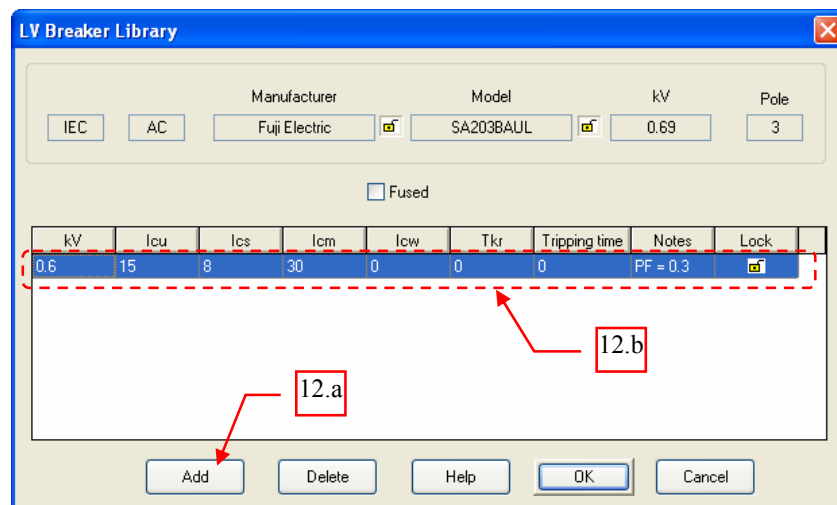 LV Breaker Library
Manufacturer Model kV Pole
IEC AC Fuji Electric SA203BAUL 0.69 3
Fused
kV Icu Ics Icm Icw Tkr Tripping time Notes Lock
0.6 15 8 30 0 0 0 PF = 0.3
12.b
12.a
Add Delete Help OK Cancel